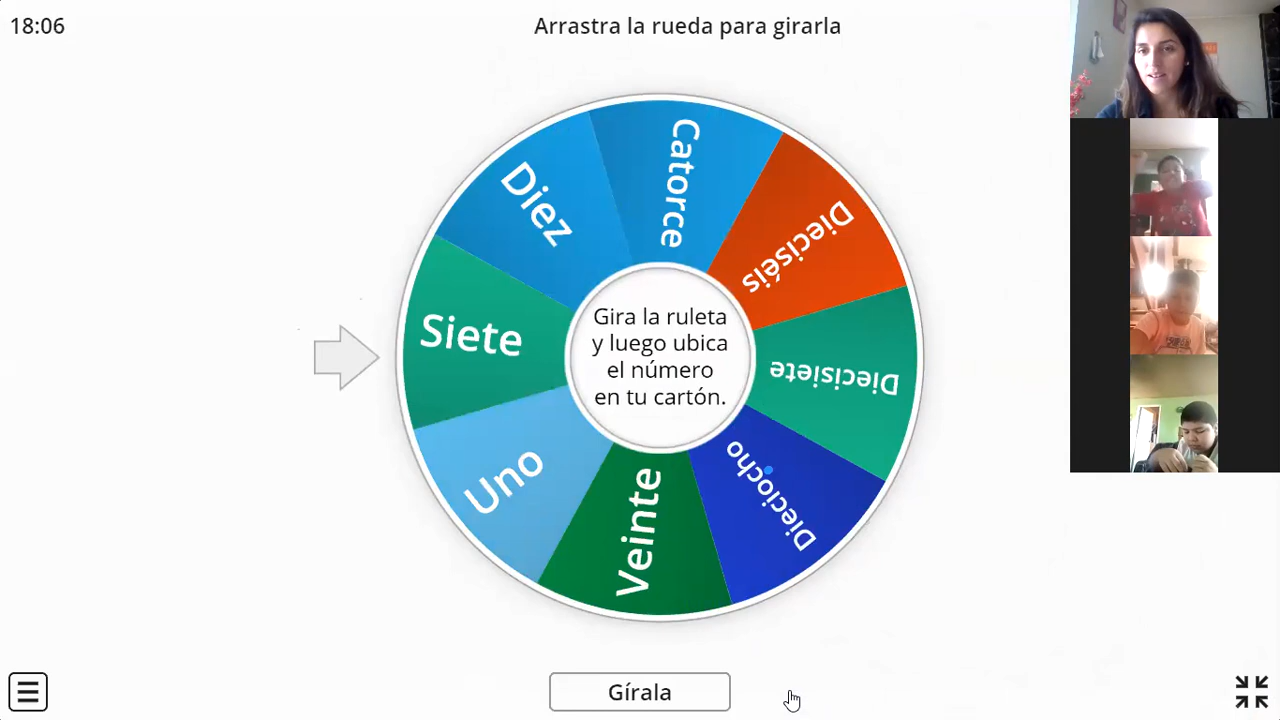 18:06
Arrastra la rueda para girarla
Catorce
Dieciséis
Diecisiete
Dieciocho
Veinte
Uno
Siete
Diez
Gira la ruleta
y luego ubica
el número
en tu cartón.
Gírala